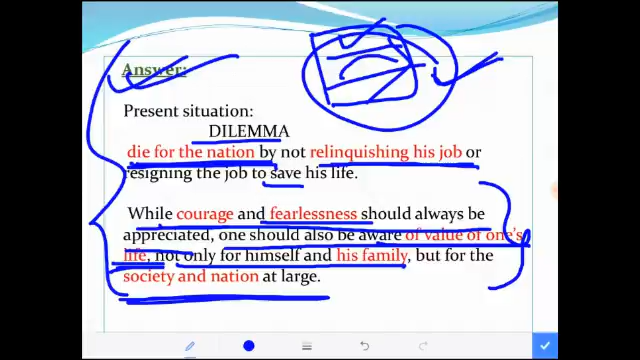 Answer:
Present situation:
DILEMMA
die for the nation by not relinquishing his job or
resigning the job to save his life.
While courage and fearlessness should always be
appreciated, one should also be aware of value of one's
life, not only for himself and his family, but for the
society and nation at large.